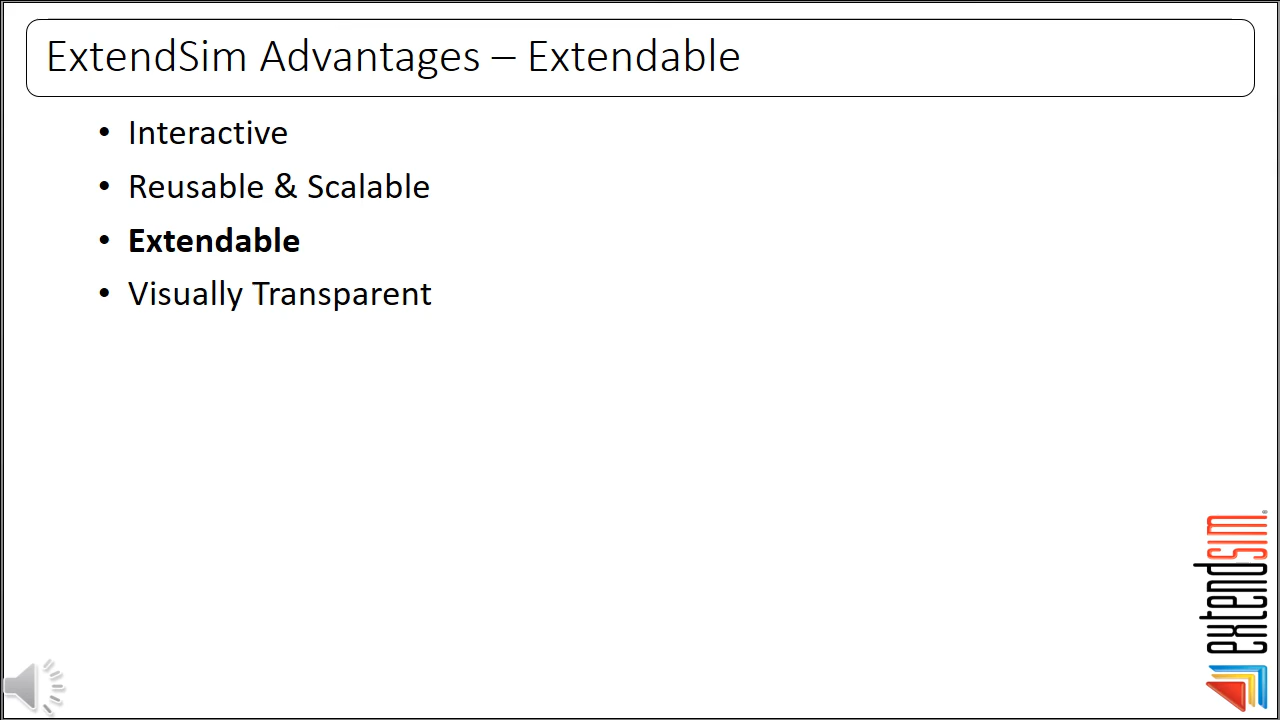 ExtendSim Advantages – Extendable
• Interactive
• Reusable & Scalable
• Extendable
• Visually Transparent
extendsim